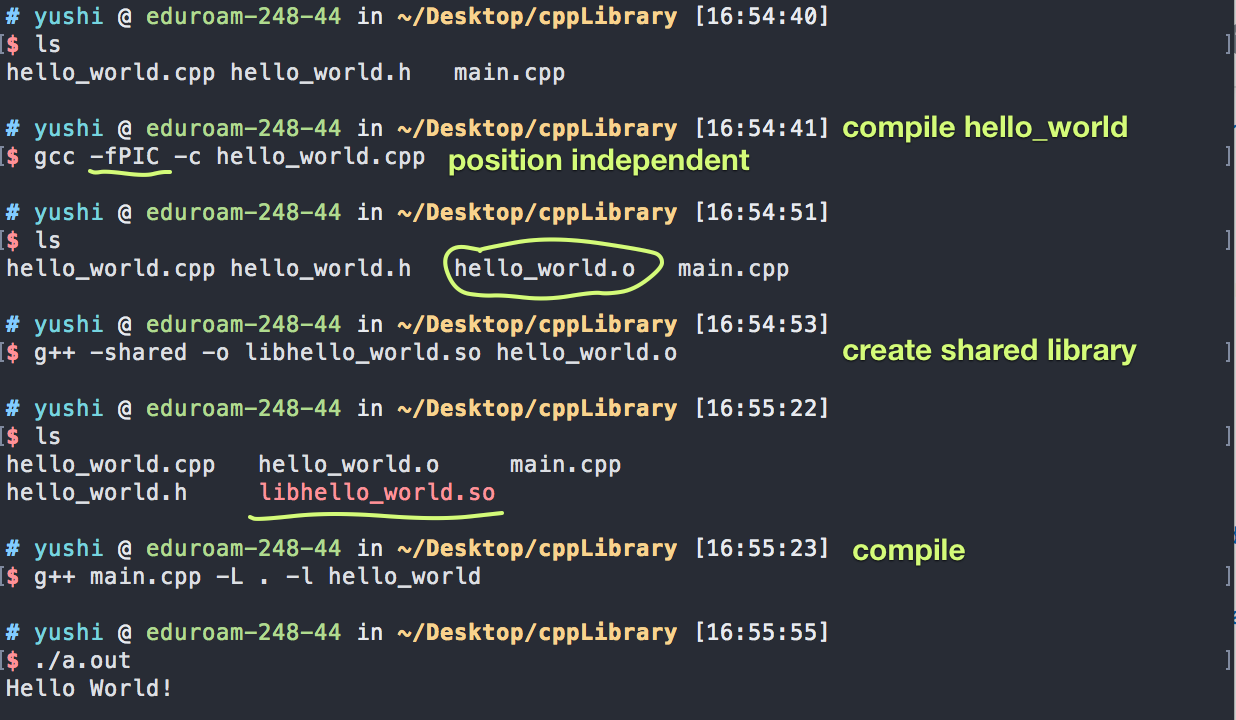 # yushi @ eduroam-248-44 in ~/Desktop/cppLibrary [16:54:40]
[$ ls ]
hello_world.cpp hello_world.h main.cpp
# yushi @ eduroam-248-44 in ~/Desktop/cppLibrary [16:54:41] compile hello_world
[$ gcc -fPIC -c hello_world.cpp position independent ]
# yushi @ eduroam-248-44 in ~/Desktop/cppLibrary [16:54:51]
[$ ls ]
hello_world.cpp hello_world.h hello_world.o main.cpp
# yushi @ eduroam-248-44 in ~/Desktop/cppLibrary [16:54:53]
[$ g++ -shared -o libhello_world.so hello_world.o create shared library ]
# yushi @ eduroam-248-44 in ~/Desktop/cppLibrary [16:55:22]
[$ ls ]
hello_world.cpp hello_world.o main.cpp
hello_world.h libhello_world.so
# yushi @ eduroam-248-44 in ~/Desktop/cppLibrary [16:55:23] compile
[$ g++ main.cpp -L . -l hello_world ]
# yushi @ eduroam-248-44 in ~/Desktop/cppLibrary [16:55:55]
[$ ./a.out ]
Hello World!